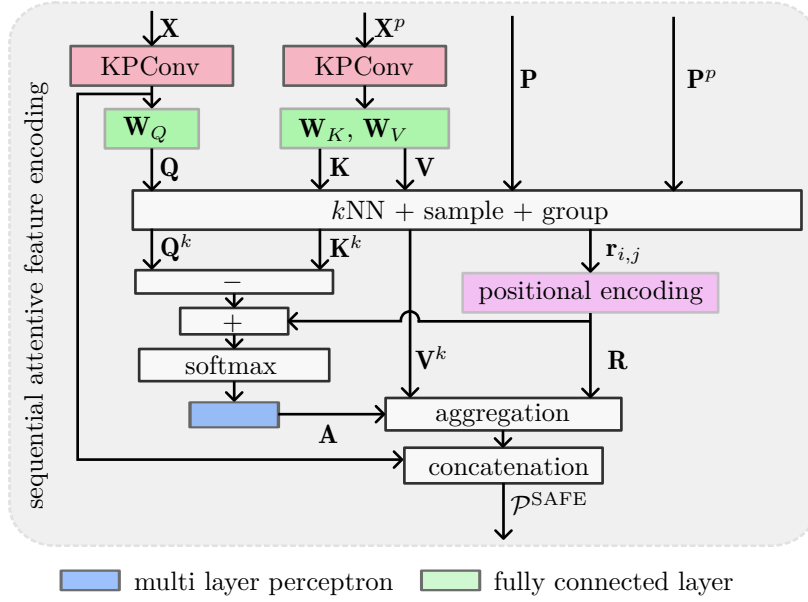 X
X^p
KPConv
KPConv
P
P^p
W_Q
W_K, W_V
Q
K
V
kNN + sample + group
Q^k
K^k
r_{i,j}
−
positional encoding
+
softmax
V^k
R
A
aggregation
concatenation
𝒫^SAFE
sequential attentive feature encoding
multi layer perceptron
fully connected layer